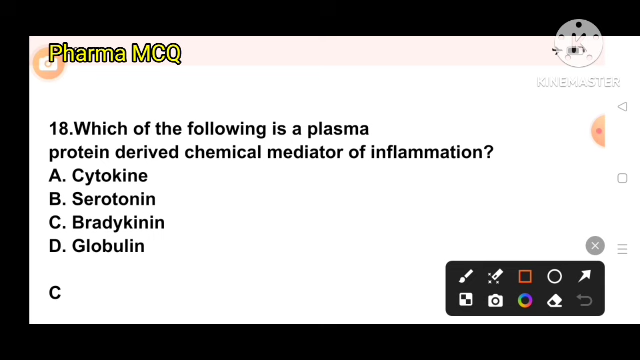 Pharma MCQ
KINEMASTER
18.Which of the following is a plasma
protein derived chemical mediator of inflammation?
A. Cytokine
B. Serotonin
C. Bradykinin
D. Globulin
C